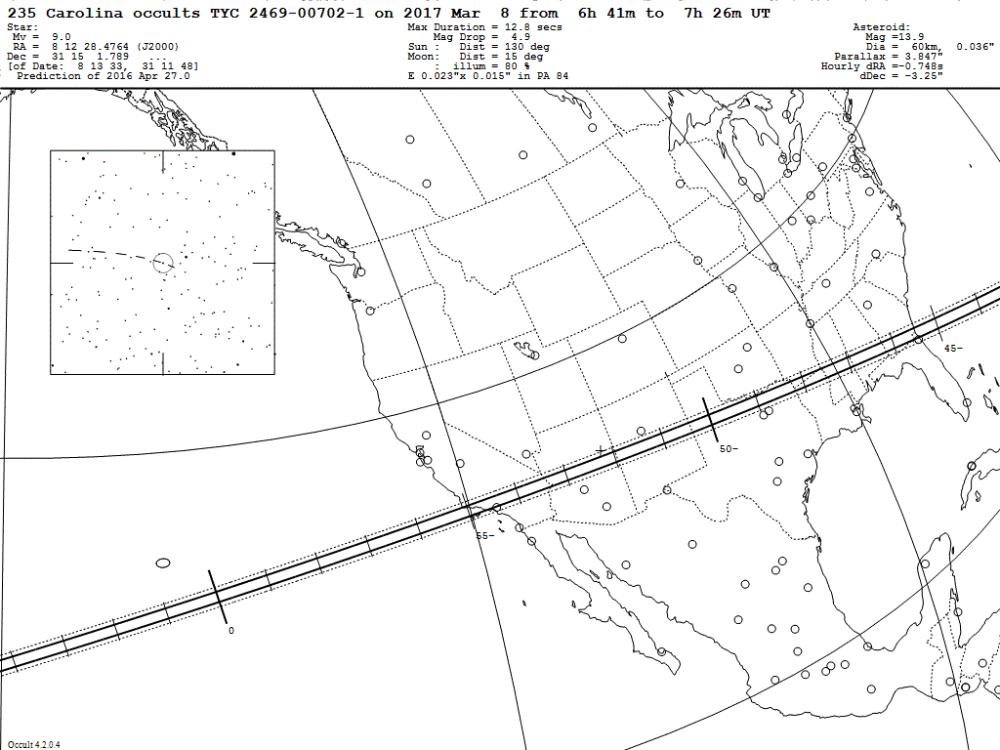 235 Carolina occults TYC 2469-00702-1 on 2017 Mar  8 from  6h 41m to  7h 26m UT
Star:
Mv =  9.0
RA =  8 12 28.4764 (J2000)
Dec =  31 15  1.789   ...
[of Date:  8 13 33,  31 11 48]
Prediction of 2016 Apr 27.0
Max Duration = 12.8 secs
Mag Drop =  4.9
Sun :   Dist = 130 deg
Moon:   Dist = 15 deg
:  illum = 80 %
E 0.023"x 0.015" in PA 84
Asteroid:
Mag =13.9
Dia =  60km,  0.036"
Parallax = 3.847"
Hourly dRA =-0.748s
dDec = -3.25"
45-
50-
55-
0
Occult 4.2.0.4